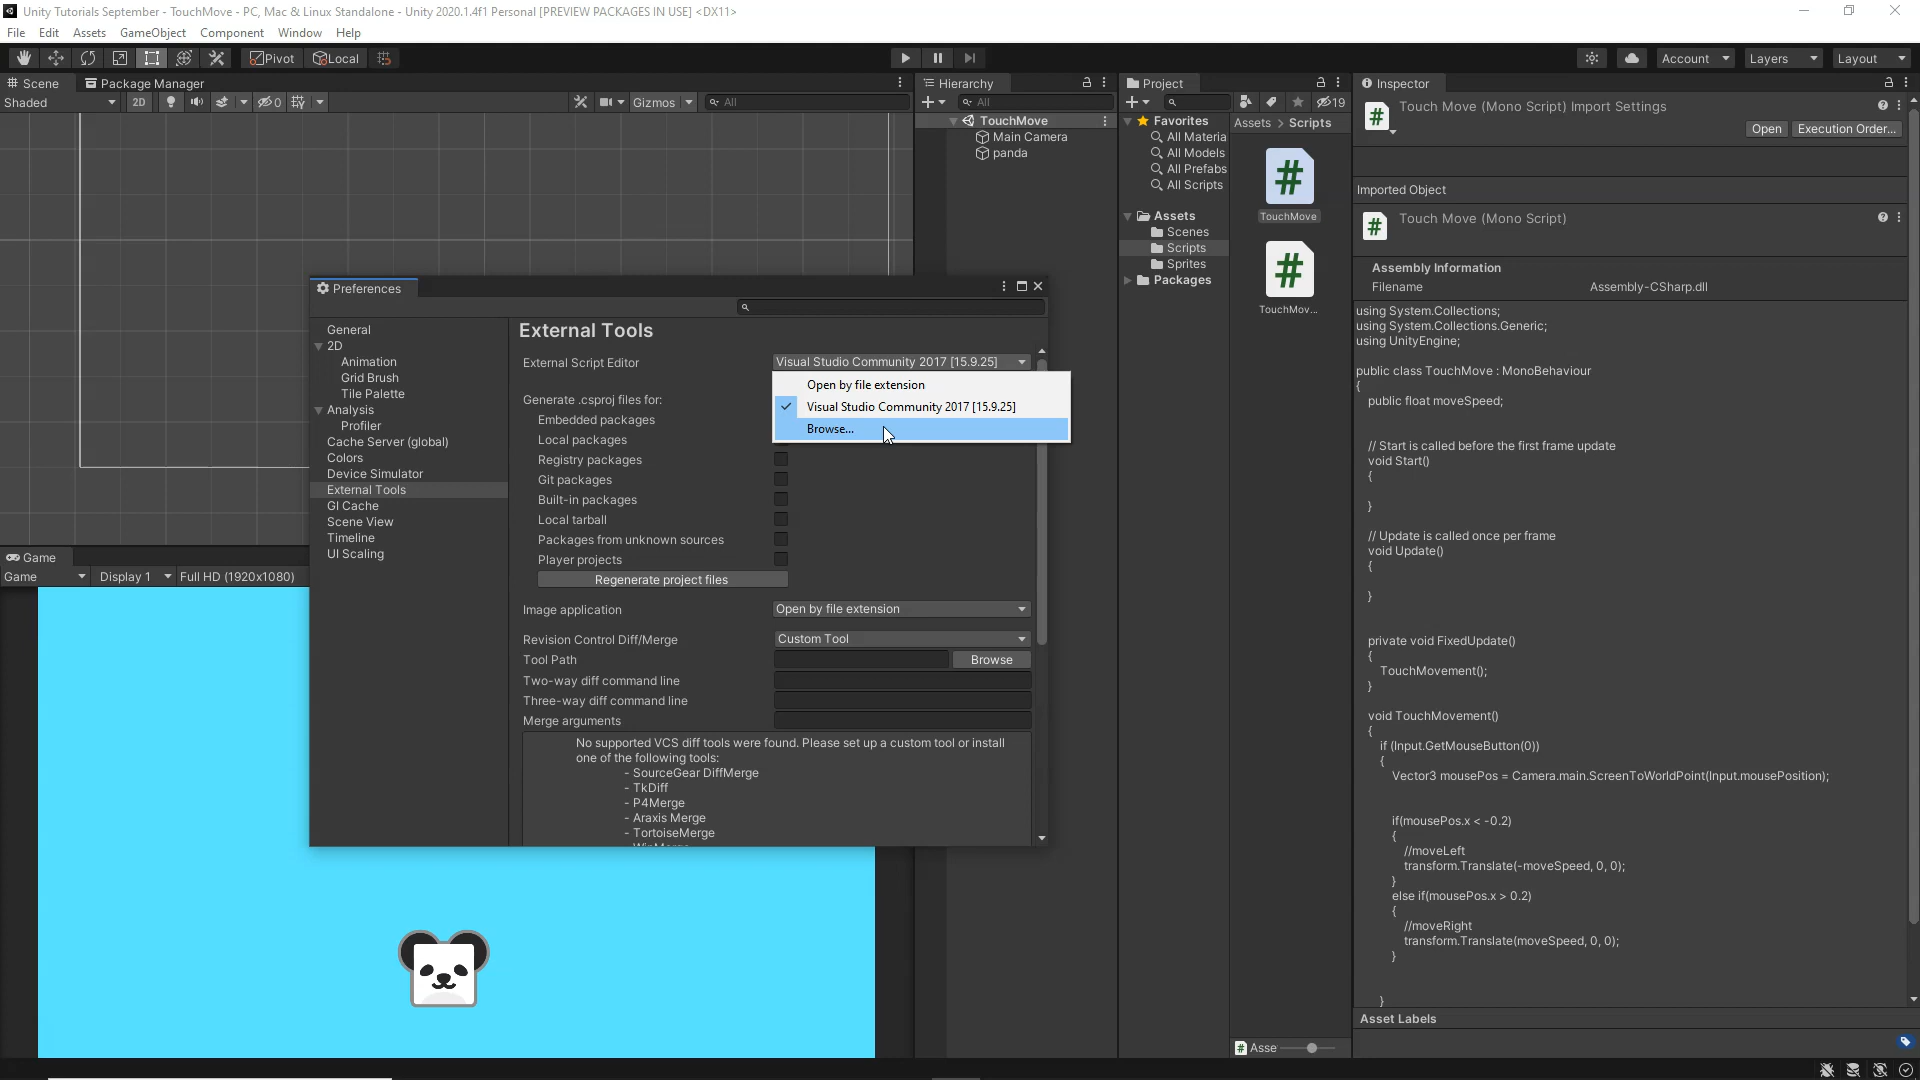 Unity Tutorials September - TouchMove - PC, Mac & Linux Standalone - Unity 2020.1.4f1 Personal [PREVIEW PACKAGES IN USE] <DX11>
File Edit Assets GameObject Component Window Help
Pivot Local Account Layers Layout
Scene Package Manager
Shaded 2D 0 Gizmos All
Hierarchy
All
TouchMove
Main Camera
panda
Project
19
Favorites
All Materia
All Models
All Prefabs
All Scripts
Assets
Scenes
Scripts
Sprites
Packages
Assets > Scripts
TouchMove
TouchMov...
Asse
Inspector
Touch Move (Mono Script) Import Settings
Open Execution Order...
Imported Object
Touch Move (Mono Script)
Assembly Information
Filename Assembly-CSharp.dll
using System.Collections;
using System.Collections.Generic;
using UnityEngine;
public class TouchMove : MonoBehaviour
{
public float moveSpeed;
// Start is called before the first frame update
void Start()
{
}
// Update is called once per frame
void Update()
{
}
private void FixedUpdate()
{
TouchMovement();
}
void TouchMovement()
{
if (Input.GetMouseButton(0))
{
Vector3 mousePos = Camera.main.ScreenToWorldPoint(Input.mousePosition);
if(mousePos.x < -0.2)
{
//moveLeft
transform.Translate(-moveSpeed, 0, 0);
}
else if(mousePos.x > 0.2)
{
//moveRight
transform.Translate(moveSpeed, 0, 0);
}
}
Asset Labels
Preferences
General
2D
Animation
Grid Brush
Tile Palette
Analysis
Profiler
Cache Server (global)
Colors
Device Simulator
External Tools
GI Cache
Scene View
Timeline
UI Scaling
External Tools
External Script Editor Visual Studio Community 2017 [15.9.25]
Open by file extension
Visual Studio Community 2017 [15.9.25]
Browse...
Generate .csproj files for:
Embedded packages
Local packages
Registry packages
Git packages
Built-in packages
Local tarball
Packages from unknown sources
Player projects
Regenerate project files
Image application Open by file extension
Revision Control Diff/Merge Custom Tool
Tool Path Browse
Two-way diff command line
Three-way diff command line
Merge arguments
No supported VCS diff tools were found. Please set up a custom tool or install
one of the following tools:
- SourceGear DiffMerge
- TkDiff
- P4Merge
- Araxis Merge
- TortoiseMerge
Game
Game Display 1 Full HD (1920x1080)